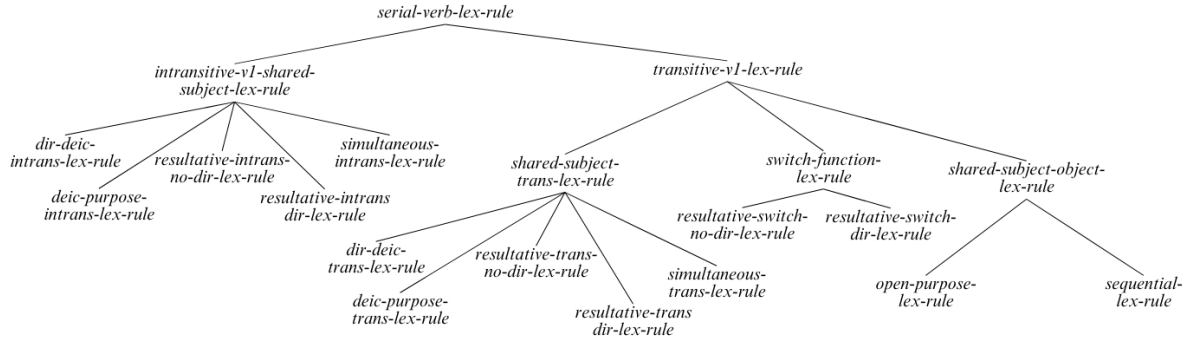 serial-verb-lex-rule
intransitive-v1-shared-
subject-lex-rule
transitive-v1-lex-rule
dir-deic-
intrans-lex-rule
deic-purpose-
intrans-lex-rule
resultative-intrans-
no-dir-lex-rule
resultative-intrans
dir-lex-rule
simultaneous-
intrans-lex-rule
shared-subject-
trans-lex-rule
switch-function-
lex-rule
shared-subject-object-
lex-rule
dir-deic-
trans-lex-rule
deic-purpose-
trans-lex-rule
resultative-trans-
no-dir-lex-rule
resultative-trans
dir-lex-rule
simultaneous-
trans-lex-rule
resultative-switch-
no-dir-lex-rule
resultative-switch-
dir-lex-rule
open-purpose-
lex-rule
sequential-
lex-rule